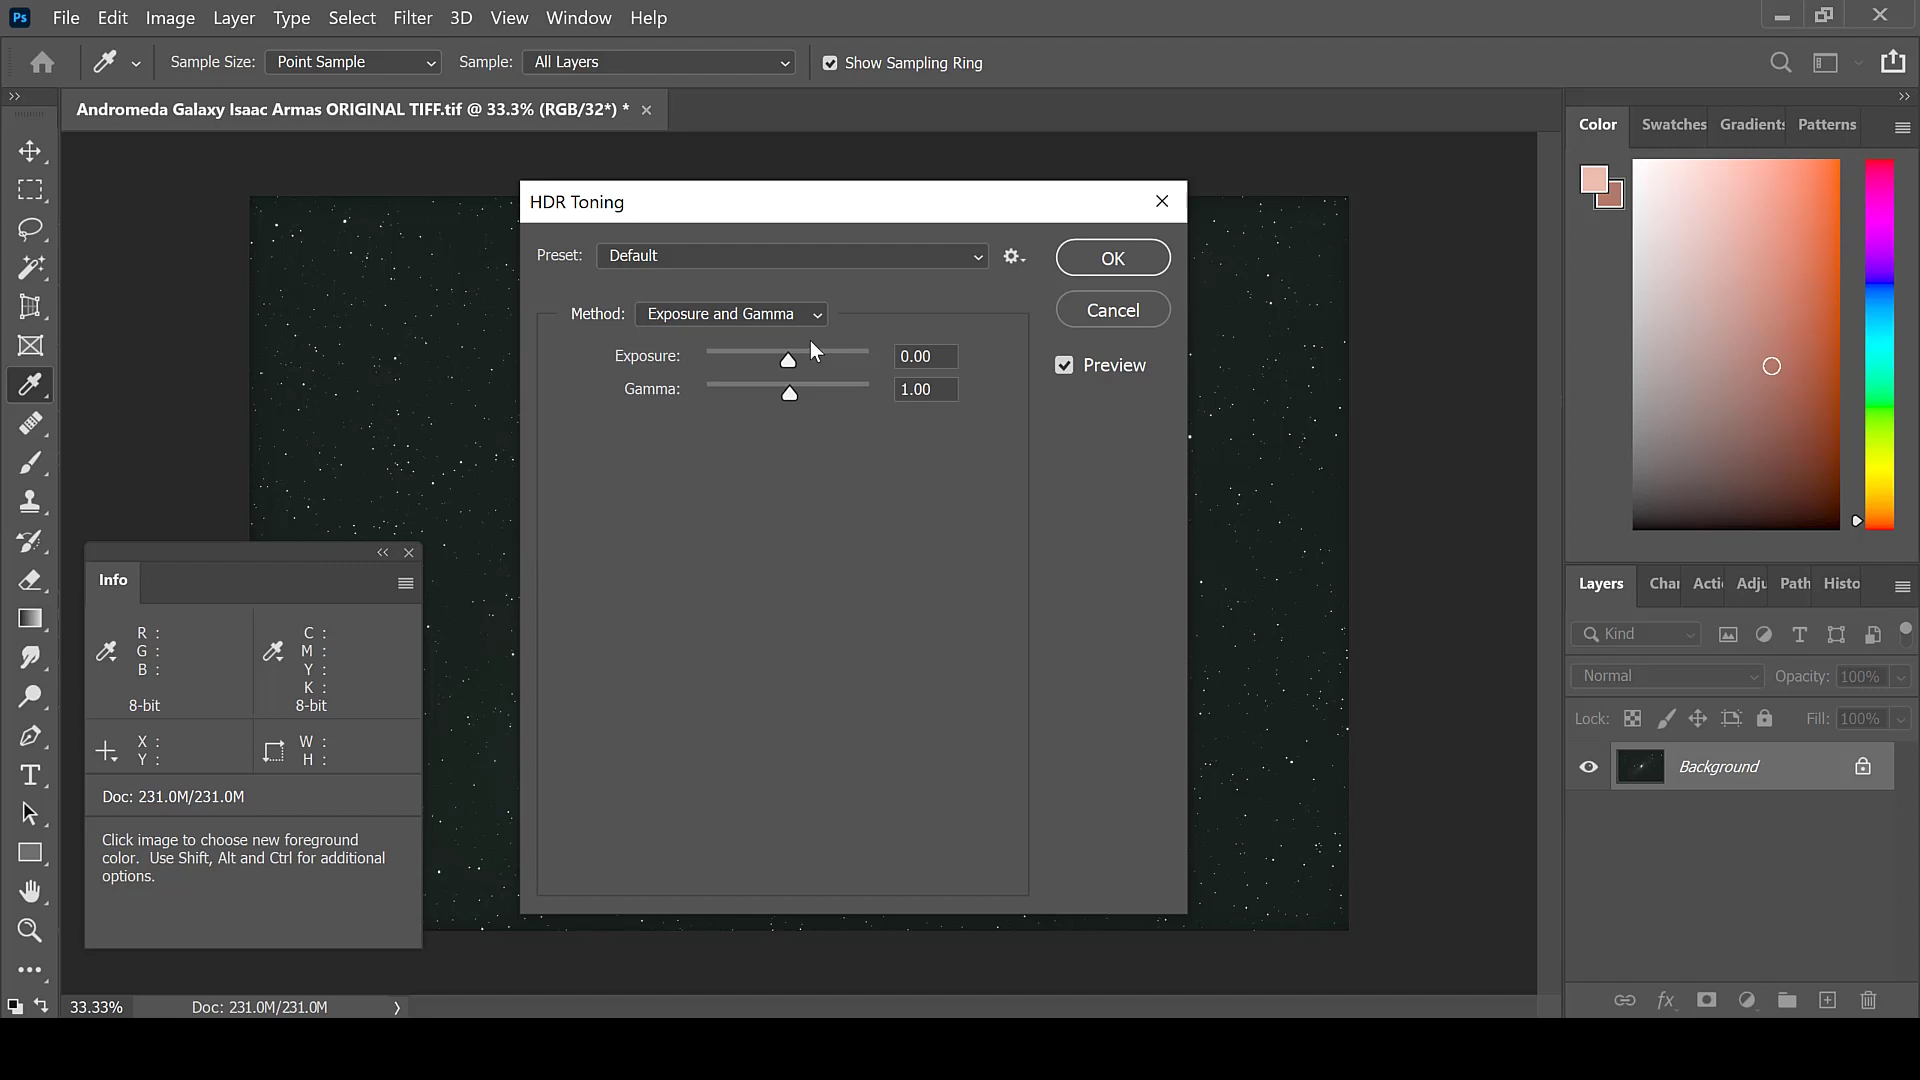 Ps File Edit Image Layer Type Select Filter 3D View Window Help
Sample Size: Point Sample Sample: All Layers Show Sampling Ring
Andromeda Galaxy Isaac Armas ORIGINAL TIFF.tif @ 33.3% (RGB/32*) *
Color Swatches Gradients Patterns
HDR Toning
Preset: Default
OK
Method: Exposure and Gamma
Cancel
Exposure: 0.00
Preview
Gamma: 1.00
Info
R :
G :
B :
8-bit
C :
M :
Y :
K :
8-bit
X :
Y :
W :
H :
Doc: 231.0M/231.0M
Click image to choose new foreground
color. Use Shift, Alt and Ctrl for additional
options.
Layers Char Acti Adju Path Histo
Kind
Normal Opacity: 100%
Lock: Fill: 100%
Background
33.33% Doc: 231.0M/231.0M